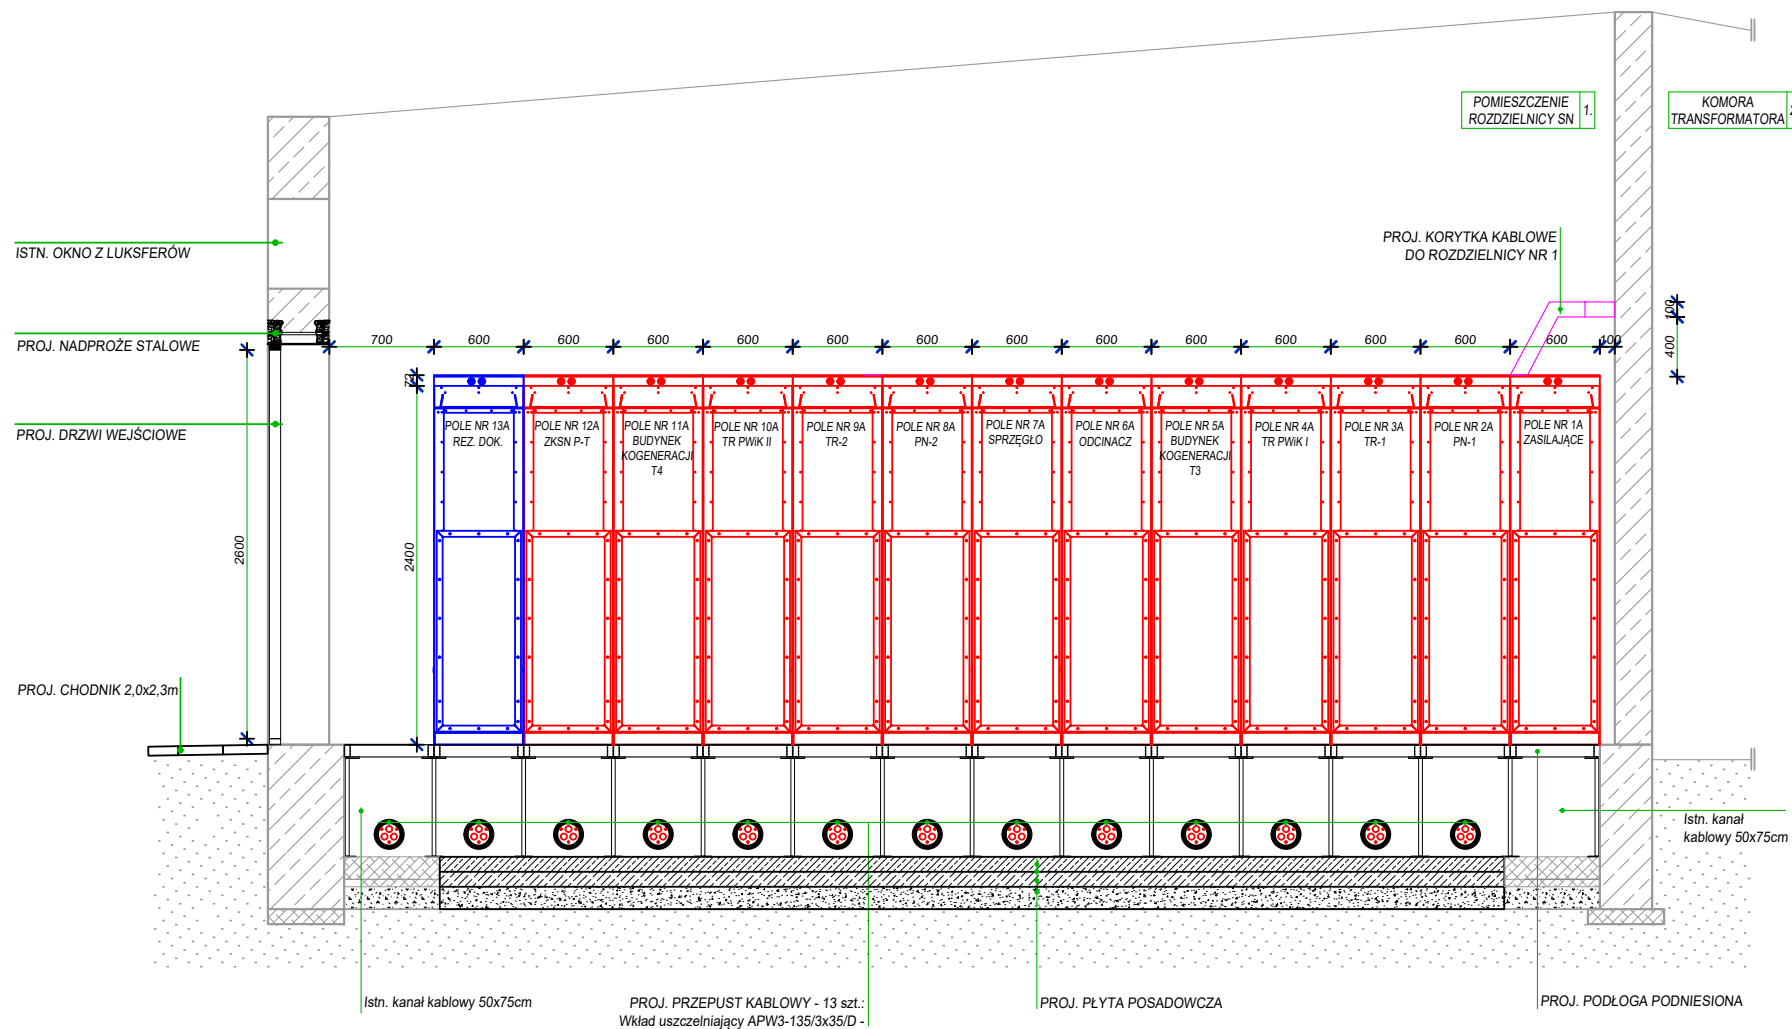 POMIESZCZENIE
ROZDZIELNICY SN
1.
KOMORA
TRANSFORMATORA
ISTN. OKNO Z LUKSFERÓW
PROJ. KORYTKA KABLOWE
DO ROZDZIELNICY NR 1
PROJ. NADPROŻE STALOWE
700
600
600
600
600
600
600
600
600
600
600
600
600
600
100
100
400
72
PROJ. DRZWI WEJŚCIOWE
2600
2400
POLE NR 13A
REZ. DOK.
POLE NR 12A
ZKSN P-T
POLE NR 11A
BUDYNEK
KOGENERACJI
T4
POLE NR 10A
TR PWiK II
POLE NR 9A
TR-2
POLE NR 8A
PN-2
POLE NR 7A
SPRZĘGŁO
POLE NR 6A
ODCINACZ
POLE NR 5A
BUDYNEK
KOGENERACJI
T3
POLE NR 4A
TR PWiK I
POLE NR 3A
TR-1
POLE NR 2A
PN-1
POLE NR 1A
ZASILAJĄCE
PROJ. CHODNIK 2,0x2,3m
Istn. kanał
kablowy 50x75cm
Istn. kanał kablowy 50x75cm
PROJ. PRZEPUST KABLOWY - 13 szt.:
Wkład uszczelniający APW3-135/3x35/D -
PROJ. PŁYTA POSADOWCZA
PROJ. PODŁOGA PODNIESIONA